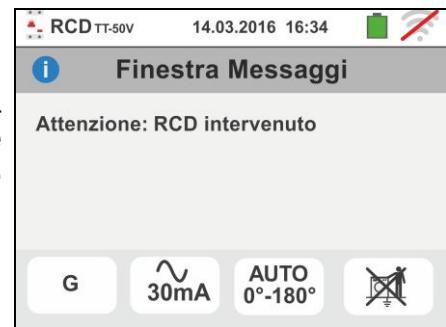 RCD TT-50V 14.03.2016 16:34
i Finestra Messaggi
Attenzione: RCD intervenuto
G 30mA AUTO
0°-180°